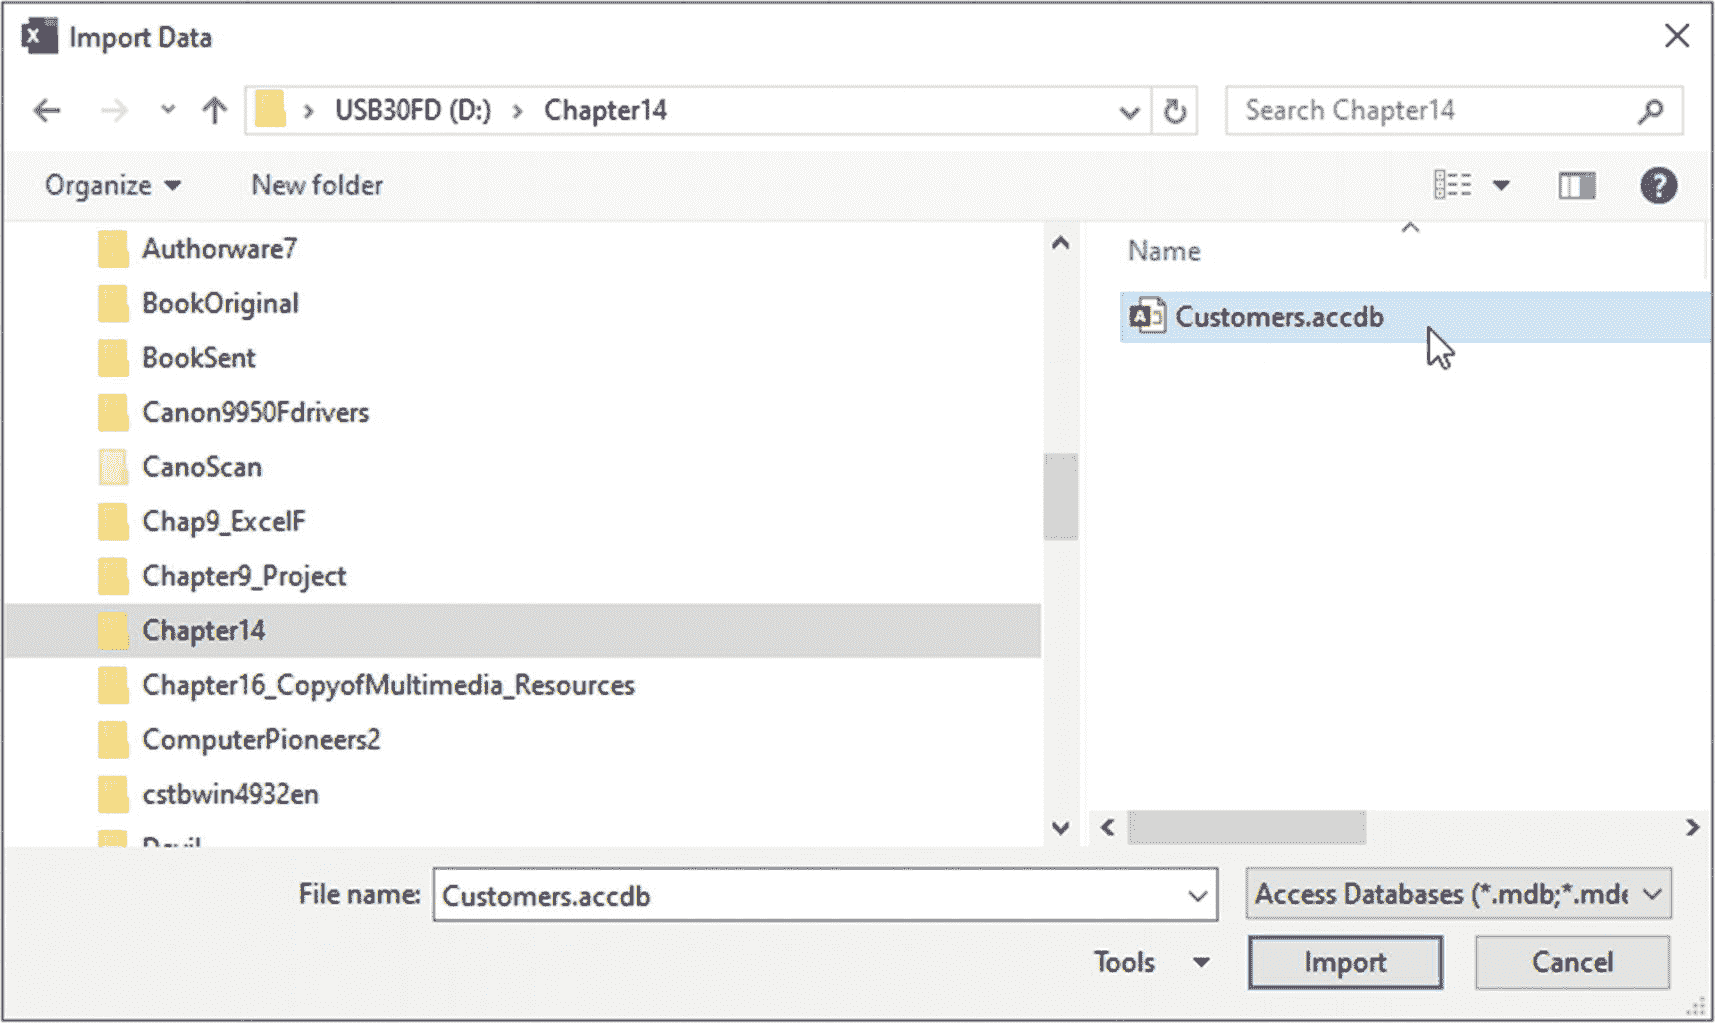 Import Data
USB30FD (D:) > Chapter14
Search Chapter14
Organize
New folder
?
Authorware7
BookOriginal
BookSent
Canon9950Fdrivers
CanoScan
Chap9_ExcelF
Chapter9_Project
Chapter14
Chapter16_CopyofMultimedia_Resources
ComputerPioneers2
cstbwin4932en
Name
Customers.accdb
File name: Customers.accdb
Access Databases (*.mdb;*.mde
Tools
Import
Cancel